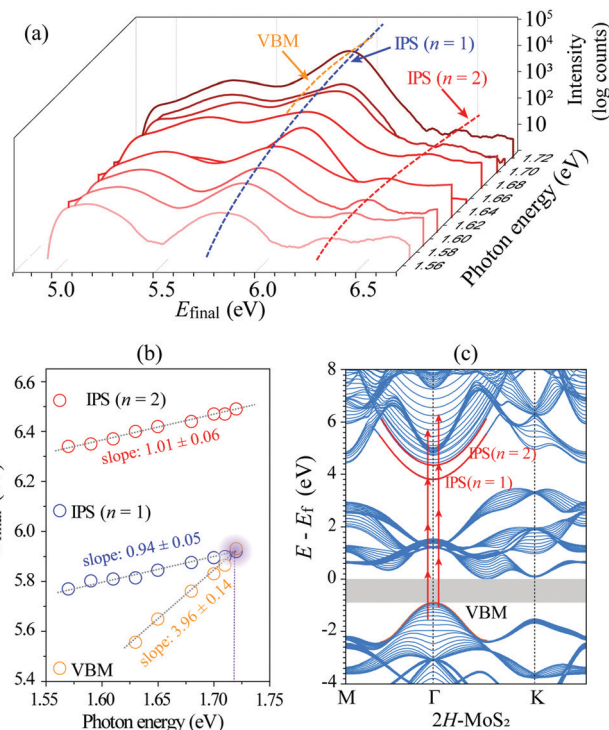 (a)
VBM
IPS (n = 1)
IPS (n = 2)
10⁵
10⁴
10³
10²
10
Intensity
(log counts)
1.72
1.70
1.68
1.66
1.64
1.62
1.60
1.58
1.56
Photon energy (eV)
5.0 5.5 6.0 6.5
E_final (eV)
(b)
6.6
6.4
6.2
6.0
5.8
5.6
5.4
IPS (n = 2)
slope: 1.01 ± 0.06
IPS (n = 1)
slope: 0.94 ± 0.05
slope: 3.96 ± 0.14
VBM
1.55 1.60 1.65 1.70 1.75
Photon energy (eV)
(c)
8
6
4
2
0
-2
-4
E - E_f (eV)
IPS(n = 2)
IPS(n = 1)
VBM
M Γ K
2H-MoS₂